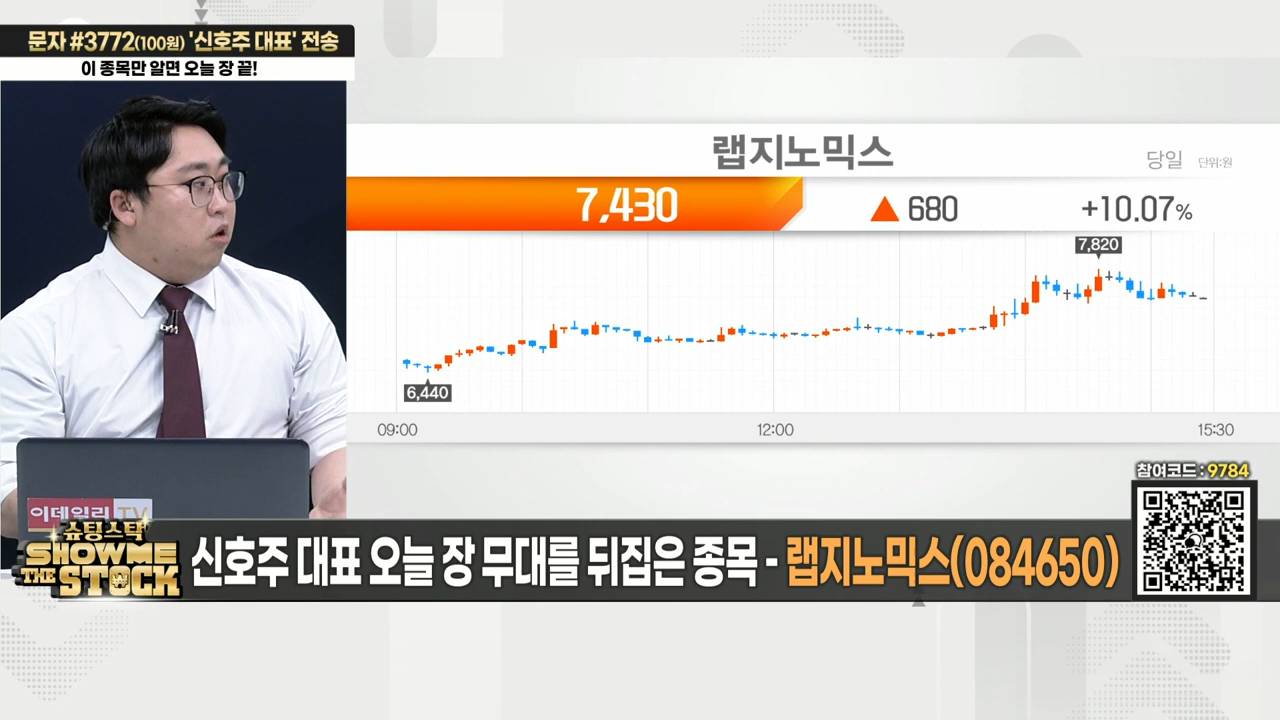 문자 #3772(100원) '신호주 대표' 전송
이 종목만 알면 오늘 장 끝!
랩지노믹스
당일 단위:원
7,430 ▲ 680 +10.07%
7,820
6,440
09:00 12:00 15:30
참여코드 : 9784
이데일리 TV
슈팅스탁
SHOW ME
THE STOCK
신호주 대표 오늘 장 무대를 뒤집은 종목 - 랩지노믹스(084650)